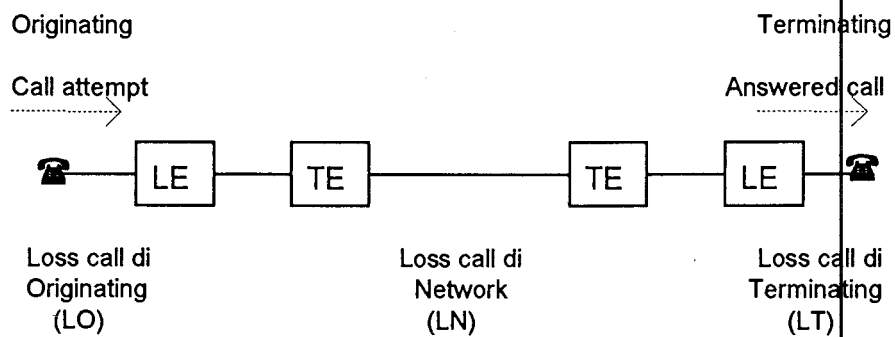 Originating Terminating
Call attempt Answered call
LE TE TE LE
Loss call di Loss call di Loss call di
Originating Network Terminating
(LO) (LN) (LT)